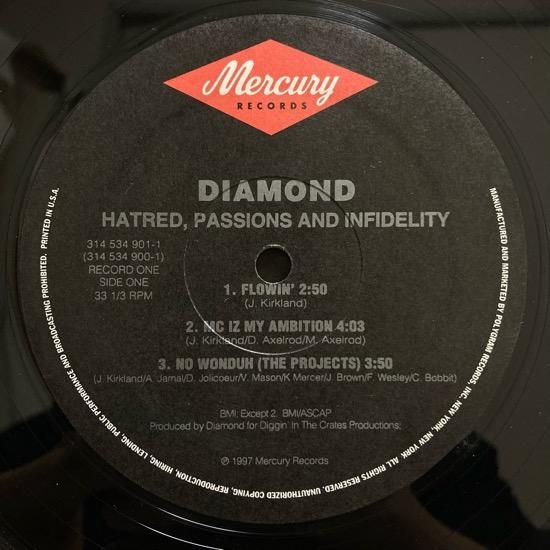 Mercury
RECORDS
DIAMOND
HATRED, PASSIONS AND INFIDELITY
314 534 901-1
(314 534 900-1)
RECORD ONE
SIDE ONE
33 1/3 RPM
1. FLOWIN' 2:50
(J. Kirkland)
2. MC IZ MY AMBITION 4:03
(J. Kirkland/D. Axelrod/M. Axelrod)
3. NO WONDUH (THE PROJECTS) 3:50
(J. Kirkland/A. Jamal/D. Jolicoeur/V. Mason/K Mercer/J. Brown/F. Wesley/C. Bobbit)
BMI; Except 2. BMI/ASCAP
Produced by Diamond for Diggin' In The Crates Productions;
℗ 1997 Mercury Records
MANUFACTURED AND MARKETED BY POLYGRAM RECORDS, INC. NEW YORK, NEW YORK. ALL RIGHTS RESERVED. UNAUTHORIZED COPYING, REPRODUCTION, HIRING, LENDING, PUBLIC PERFORMANCE AND BROADCASTING PROHIBITED. PRINTED IN U.S.A.